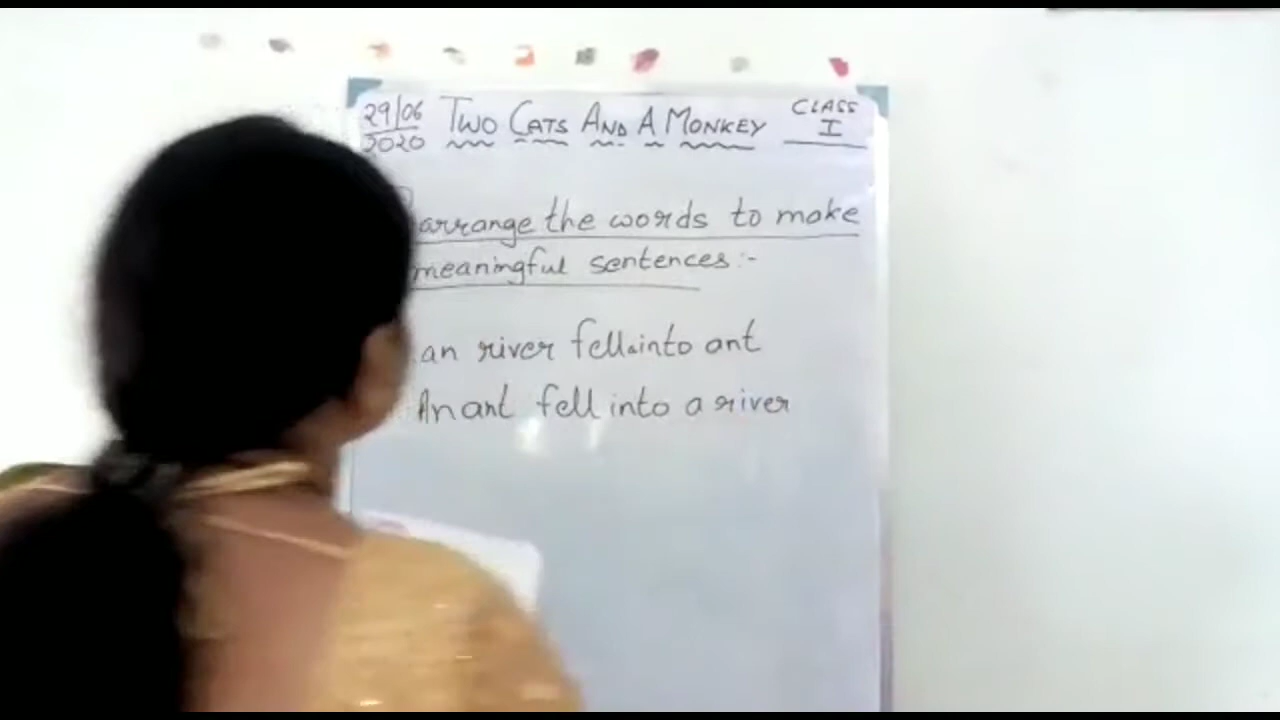 29/06
2020
TWO CATS AND A MONKEY
CLASS
I
arrange the words to make
meaningful sentences:-
an river fell a into ant
An ant fell into a river